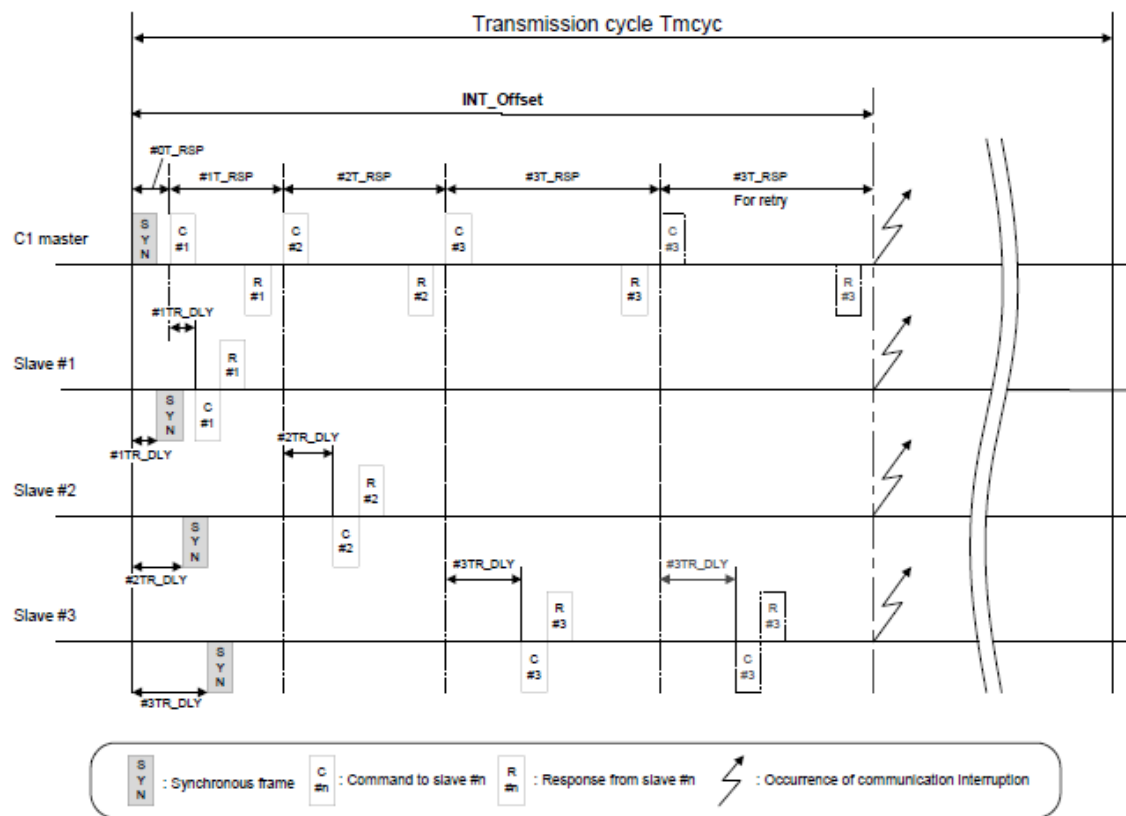 Transmission cycle Tmcyc
INT_Offset
#0T_RSP
#1T_RSP
#2T_RSP
#3T_RSP
#3T_RSP
For retry
C1 master
S
Y
N
C
#1
C
#2
C
#3
C
#3
R
#1
R
#2
R
#3
R
#3
#1TR_DLY
Slave #1
R
#1
S
Y
N
C
#1
#1TR_DLY
#2TR_DLY
Slave #2
R
#2
S
Y
N
C
#2
#2TR_DLY
#3TR_DLY
#3TR_DLY
Slave #3
R
#3
R
#3
S
Y
N
C
#3
C
#3
#3TR_DLY
S
Y
N
: Synchronous frame
C
#n
: Command to slave #n
R
#n
: Response from slave #n
: Occurrence of communication interruption